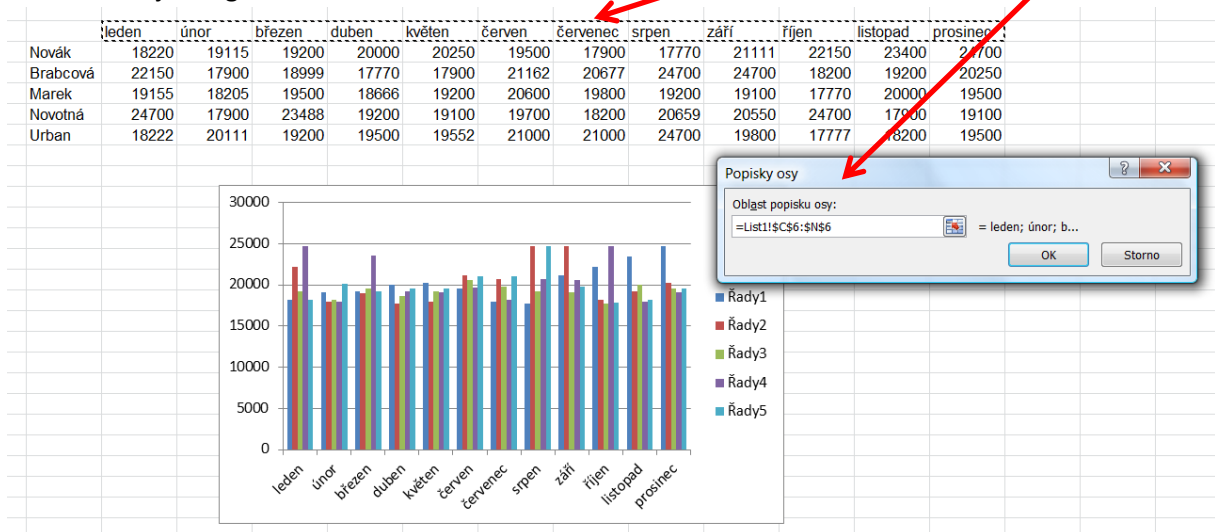 leden únor březen duben květen červen červenec srpen září říjen listopad prosinec
Novák 18220 19115 19200 20000 20250 19500 17900 17770 21111 22150 23400 24700
Brabcová 22150 17900 18999 17770 17900 21162 20677 24700 24700 18200 19200 20250
Marek 19155 18205 19500 18666 19200 20600 19800 19200 19100 17770 20000 19500
Novotná 24700 17900 23488 19200 19100 19700 18200 20659 20550 24700 17900 19100
Urban 18222 20111 19200 19500 19552 21000 21000 24700 19800 17777 18200 19500
Popisky osy
Oblast popisku osy:
=List1!$C$6:$N$6 = leden; únor; b...
OK Storno
30000
25000
20000
15000
10000
5000
0
leden únor březen duben květen červen červenec srpen září říjen listopad prosinec
Řady1
Řady2
Řady3
Řady4
Řady5